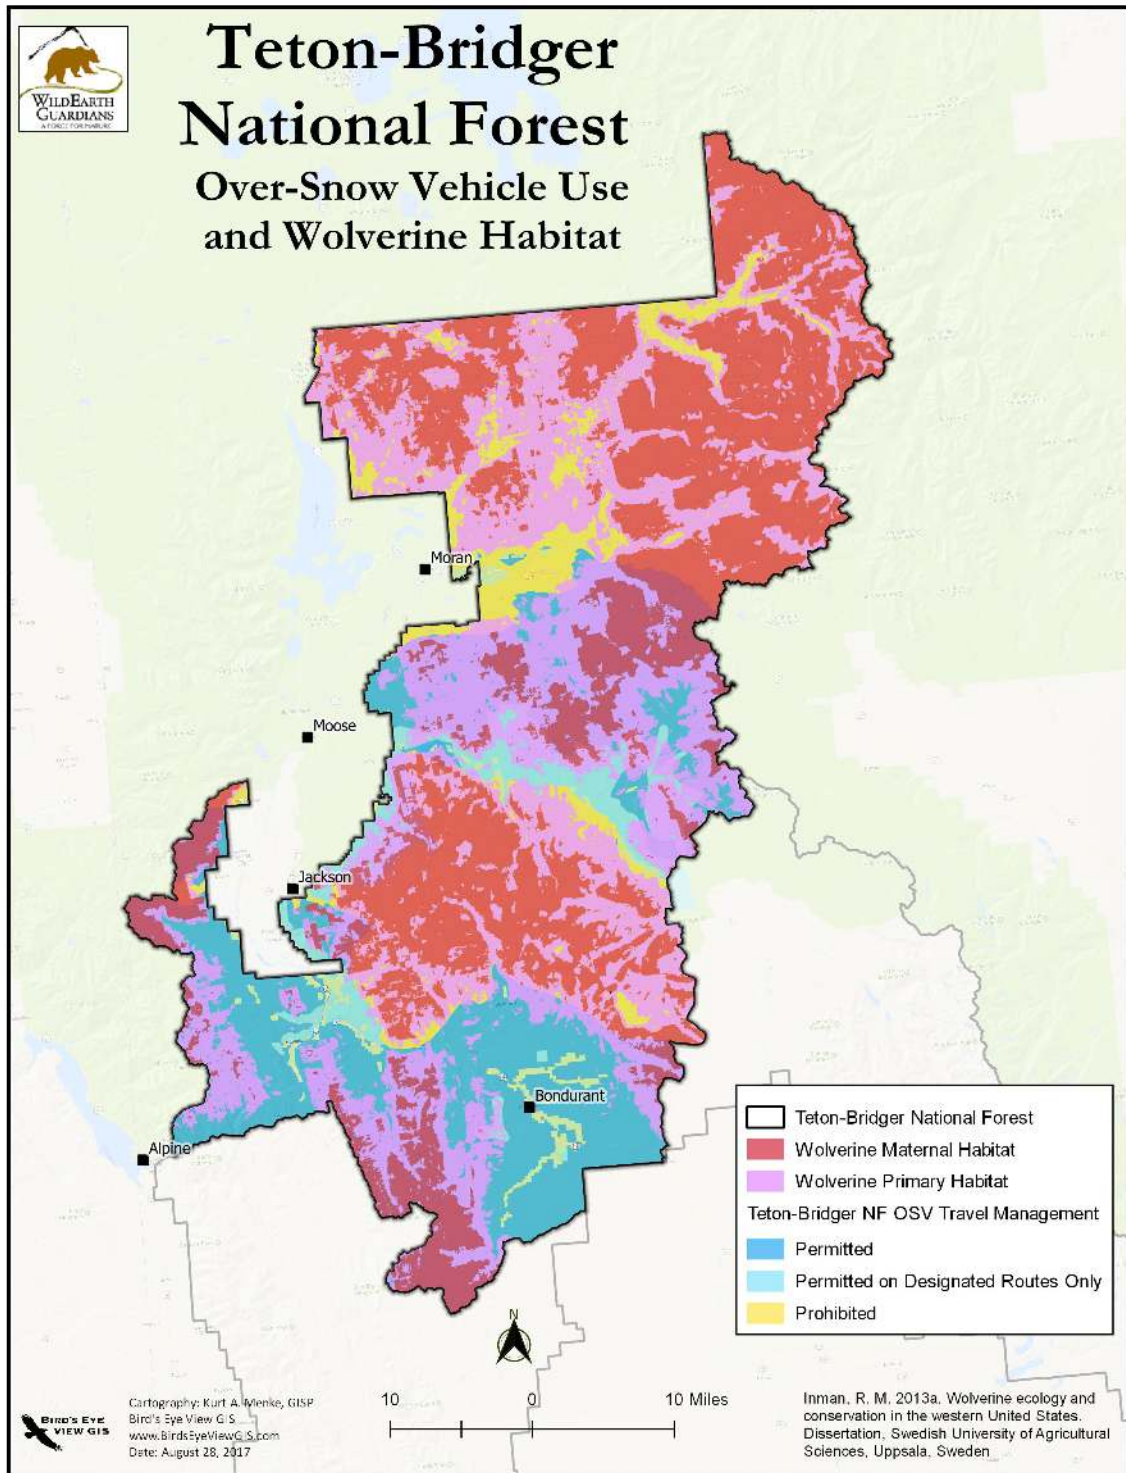 WILDEARTH
GUARDIANS
A FORCE FOR NATURE
Teton-Bridger
National Forest
Over-Snow Vehicle Use
and Wolverine Habitat
Moran
Moose
Jackson
Bondurant
Alpine
Teton-Bridger National Forest
Wolverine Maternal Habitat
Wolverine Primary Habitat
Teton-Bridger NF OSV Travel Management
Permitted
Permitted on Designated Routes Only
Prohibited
N
10 0 10 Miles
BIRD'S EYE
VIEW GIS
Cartography: Kurt A. Menke, GISP
Bird's Eye View GIS
www.BirdsEyeViewGIS.com
Date: August 28, 2017
Inman, R. M. 2013a. Wolverine ecology and
conservation in the western United States.
Dissertation, Swedish University of Agricultural
Sciences, Uppsala, Sweden